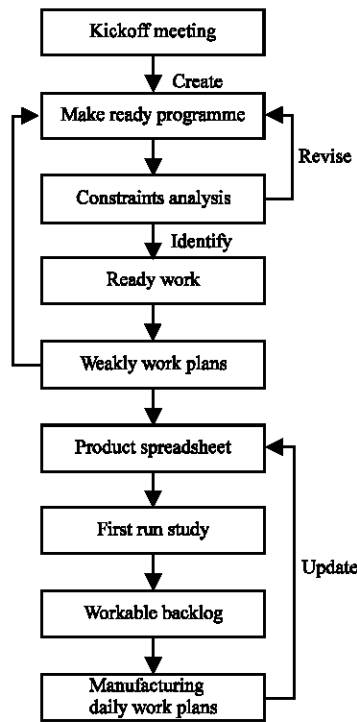 Kickoff meeting
Create
Make ready programme
Revise
Constraints analysis
Identify
Ready work
Weakly work plans
Product spreadsheet
First run study
Update
Workable backlog
Manufacturing
daily work plans